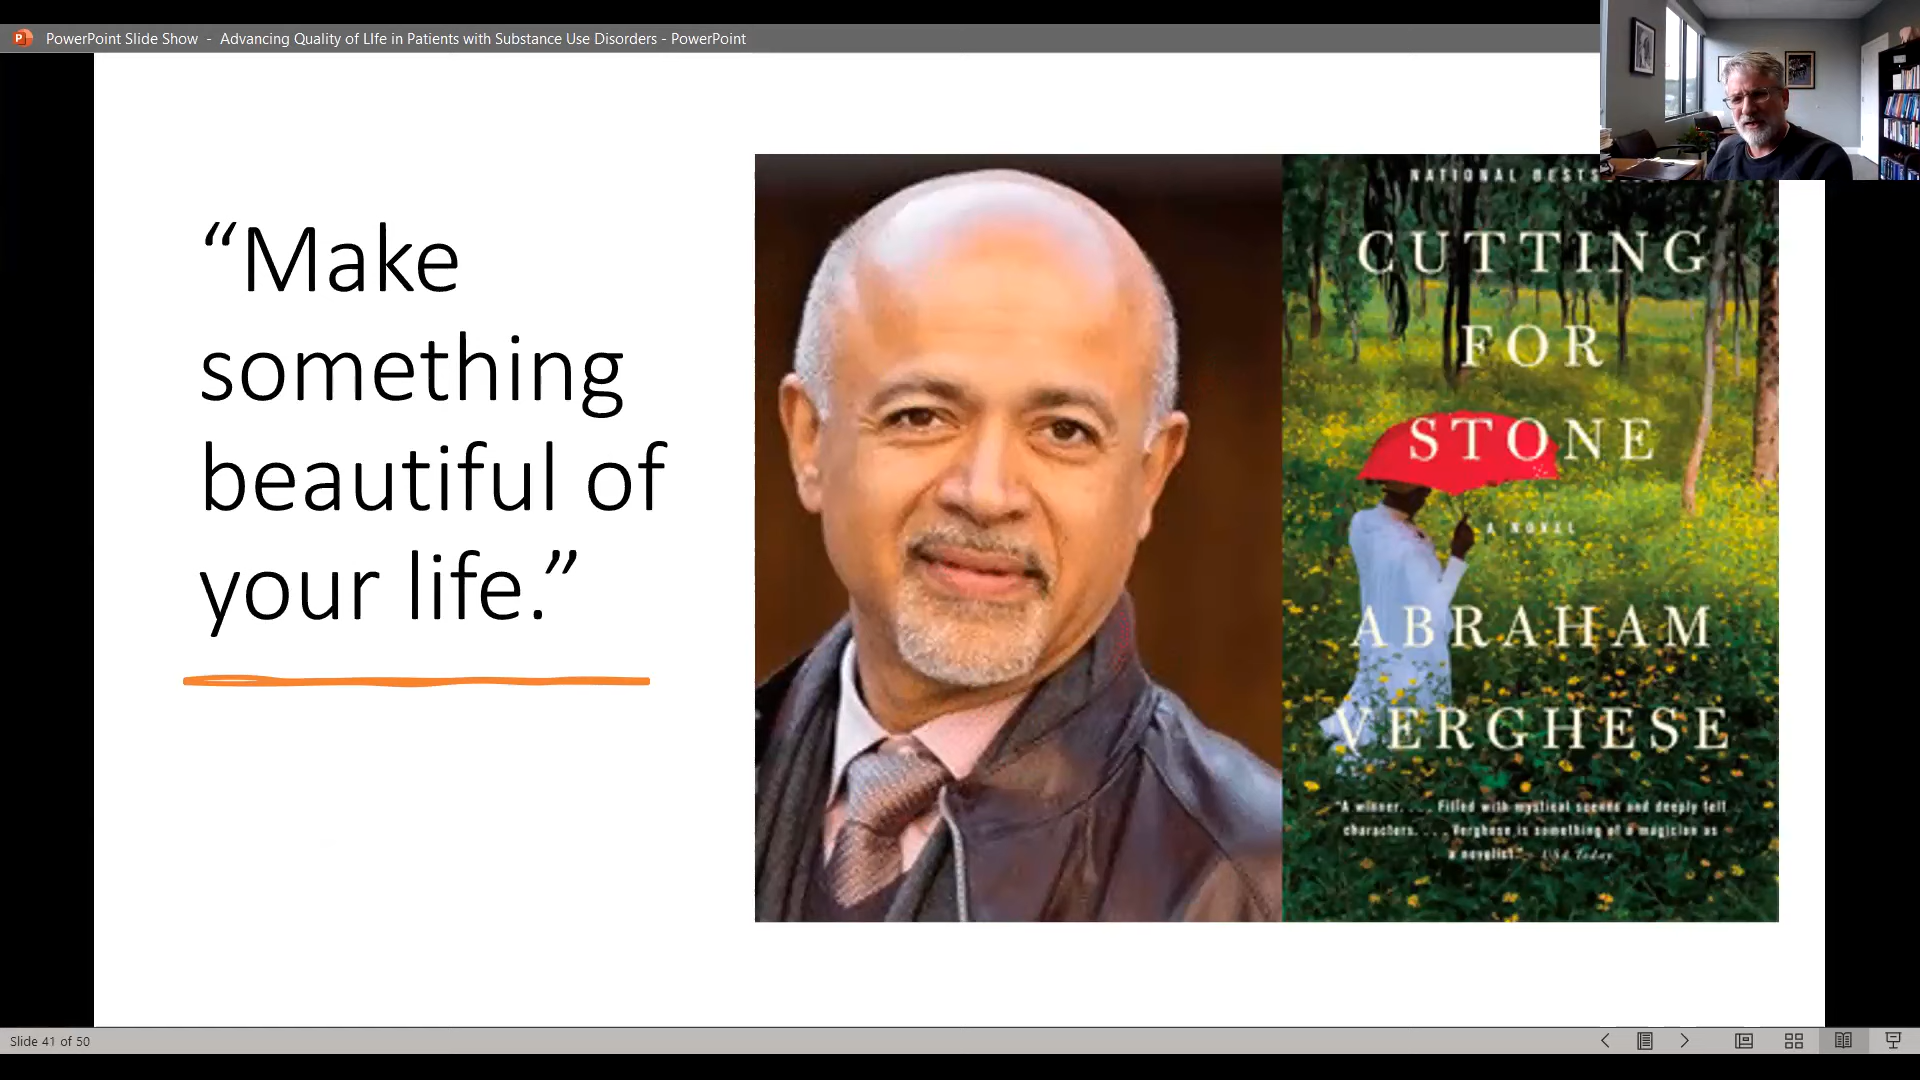 PowerPoint Slide Show - Advancing Quality of LIfe in Patients with Substance Use Disorders - PowerPoint
“Make
something
beautiful of
your life.”
NATIONAL BESTS
CUTTING
FOR
STONE
A NOVEL
ABRAHAM
VERGHESE
“A winner. . . . Filled with mystical scenes and deeply felt
characters. . . . Verghese is something of a magician as
a novelist.” —USA Today
Slide 41 of 50